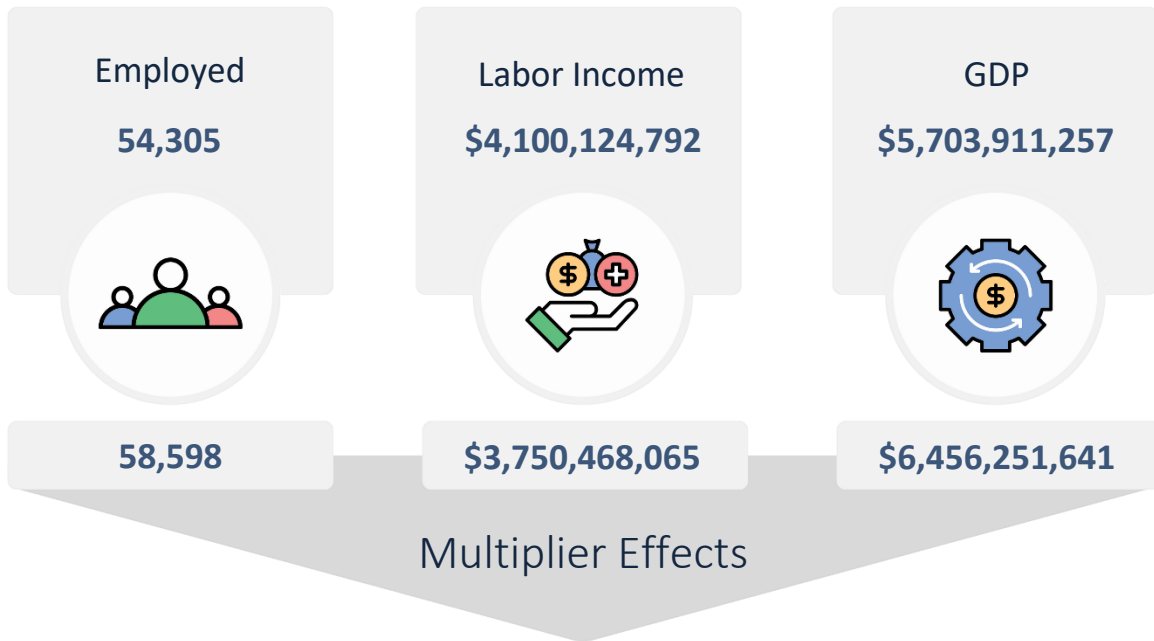 Employed
54,305
Labor Income
$4,100,124,792
GDP
$5,703,911,257
$
$
58,598
$3,750,468,065
$6,456,251,641
Multiplier Effects